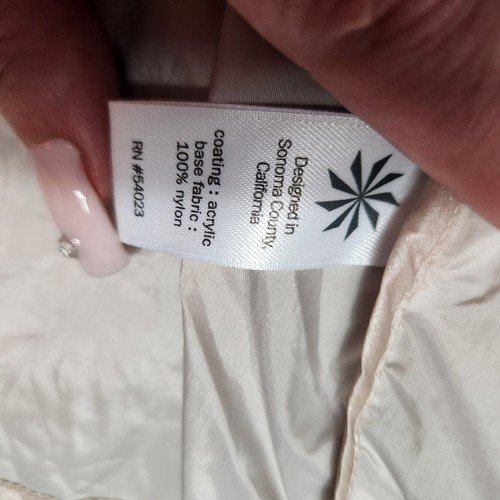 Designed in
Sonoma County,
California
coating : acrylic
base fabric :
100% nylon
RN #54023